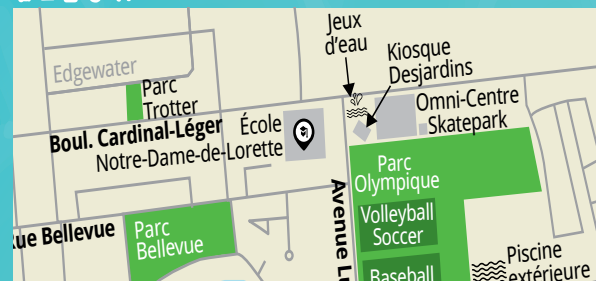 Jeux
d'eau
Kiosque
Desjardins
Edgewater
Parc
Trotter
Omni-Centre
Skatepark
Boul. Cardinal-Léger
École
Notre-Dame-de-Lorette
Parc
Olympique
Avenue
Volleyball
Soccer
Bellevue
Parc
Bellevue
Baseball
Piscine
extérieure